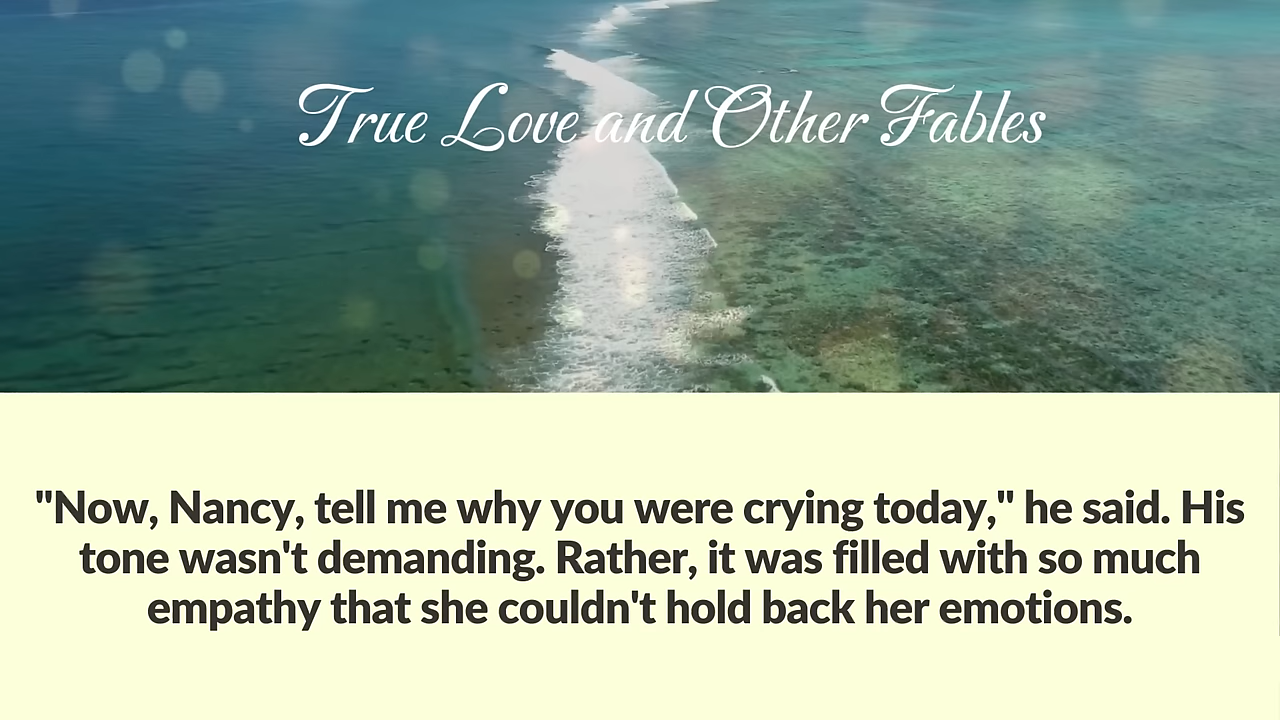 True Love and Other Fables
"Now, Nancy, tell me why you were crying today," he said. His
tone wasn't demanding. Rather, it was filled with so much
empathy that she couldn't hold back her emotions.